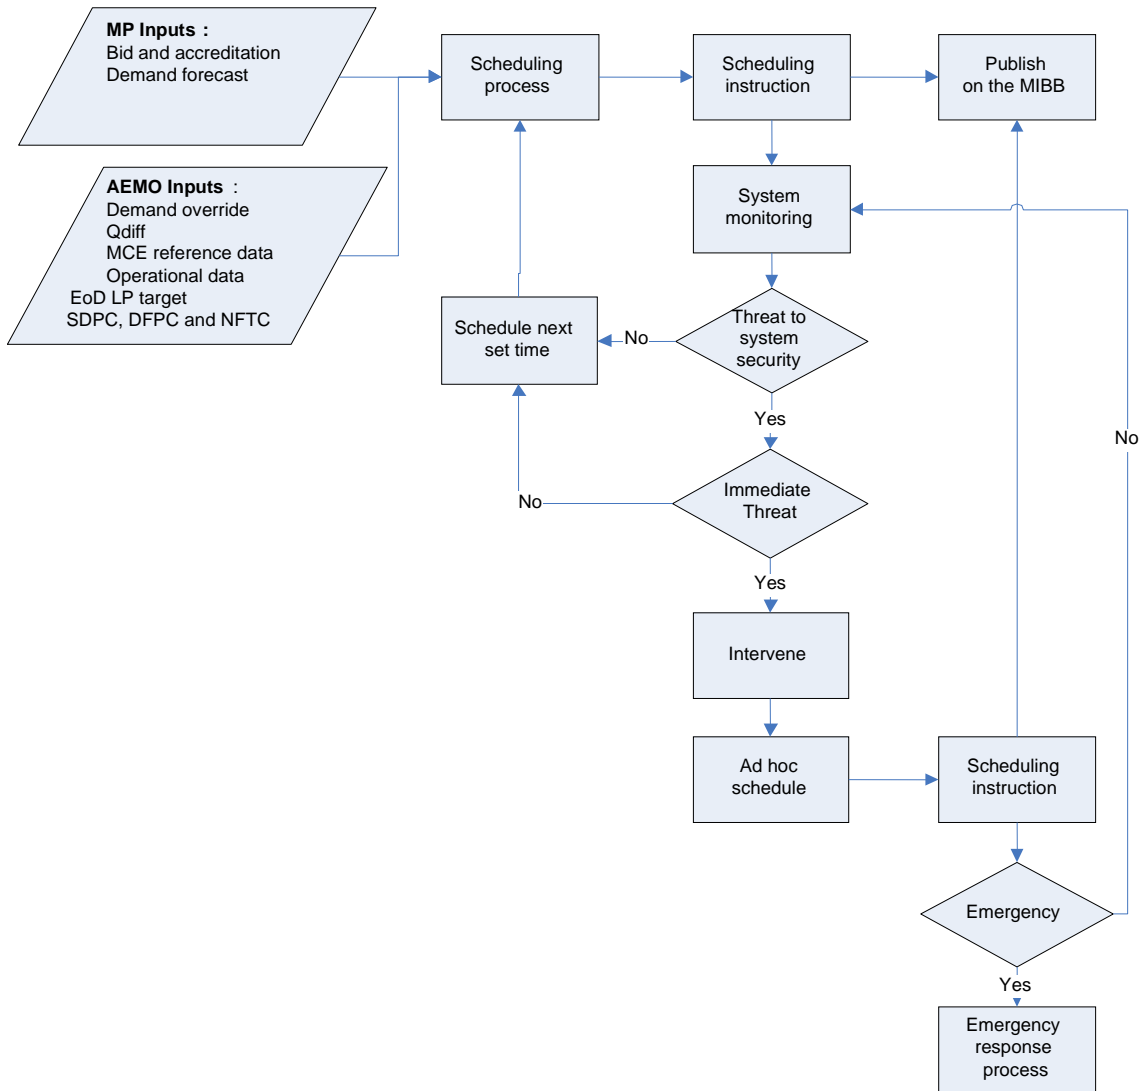 MP Inputs :
Bid and accreditation
Demand forecast
Scheduling
process
Scheduling
instruction
Publish
on the MIBB
AEMO Inputs :
Demand override
Qdiff
MCE reference data
Operational data
EoD LP target
SDPC, DFPC and NFTC
System
monitoring
Schedule next
set time
No
Threat to
system
security
Yes
No
No
Immediate
Threat
Yes
Intervene
Ad hoc
schedule
Scheduling
instruction
Emergency
Yes
Emergency
response
process